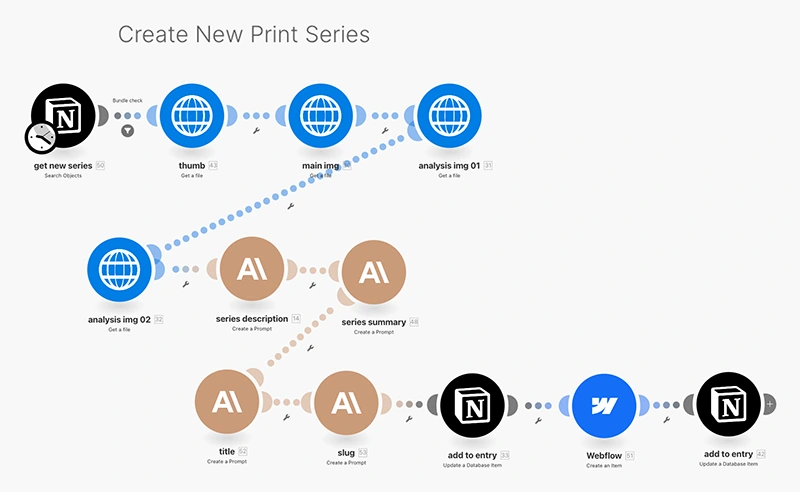 Create New Print Series
Bundle check
N
get new series 50
Search Objects
thumb 43
Get a file
main img
Get a file
analysis img 01 31
Get a file
analysis img 02 32
Get a file
A\
series description 14
Create a Prompt
A\
series summary 48
Create a Prompt
A\
title 52
Create a Prompt
A\
slug 53
Create a Prompt
N
add to entry 33
Update a Database Item
W
Webflow 51
Create an Item
N
add to entry 42
Update a Database Item